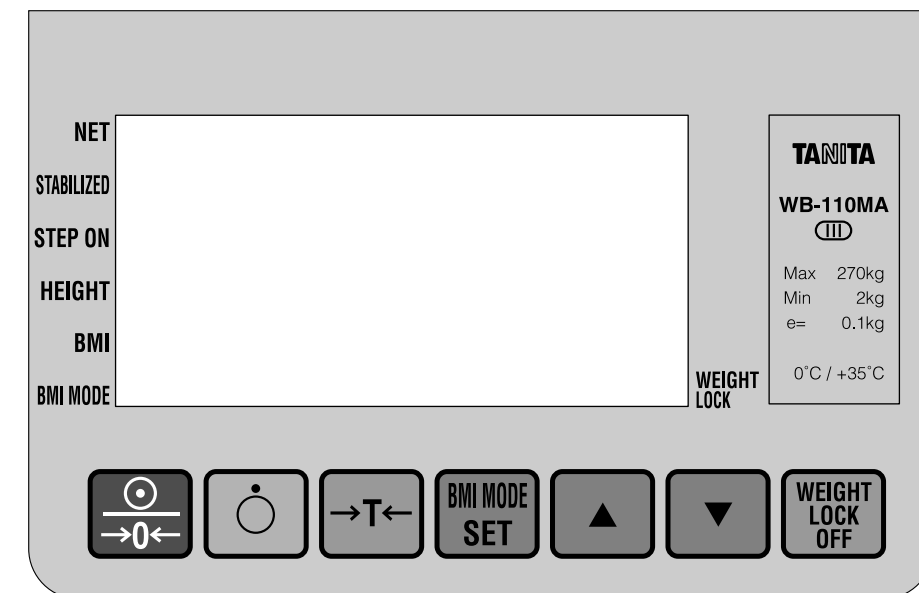 NET
STABILIZED
STEP ON
HEIGHT
BMI
BMI MODE
WEIGHT
LOCK
TANITA
WB-110MA
III
Max 270kg
Min 2kg
e= 0.1kg
0°C / +35°C
→0←
→T←
BMI MODE
SET
▲
▼
WEIGHT
LOCK
OFF